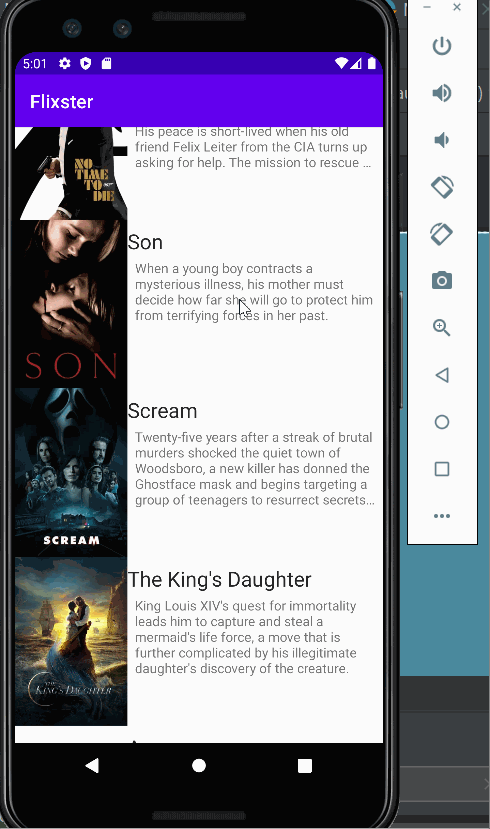 5:01
Flixster
His peace is short-lived when his old
friend Felix Leiter from the CIA turns up
asking for help. The mission to rescue ...
NO
TIME
TO
DIE
007
Son
When a young boy contracts a
mysterious illness, his mother must
decide how far she will go to protect him
from terrifying forces in her past.
SON
Scream
Twenty-five years after a streak of brutal
murders shocked the quiet town of
Woodsboro, a new killer has donned the
Ghostface mask and begins targeting a
group of teenagers to resurrect secrets...
SCREAM
The King's Daughter
King Louis XIV's quest for immortality
leads him to capture and steal a
mermaid's life force, a move that is
further complicated by his illegitimate
daughter's discovery of the creature.
THE
KING'S DAUGHTER